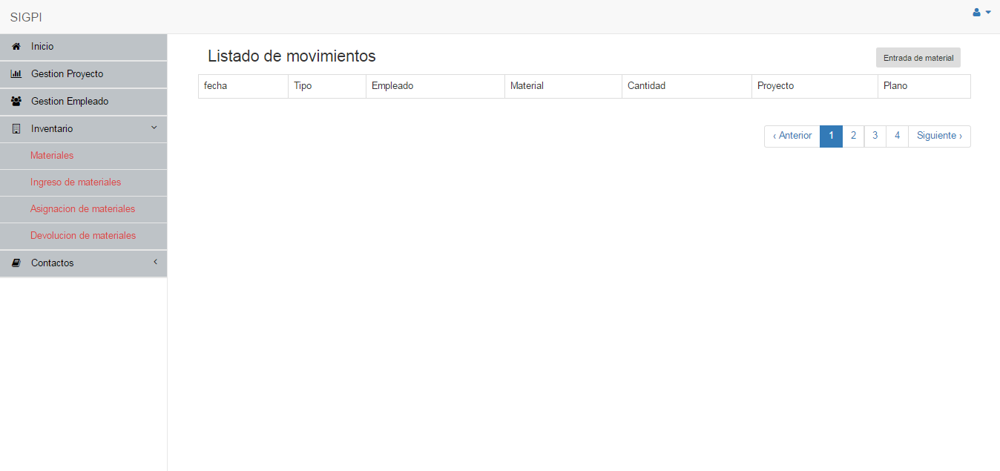 SIGPI
Inicio
Gestion Proyecto
Gestion Empleado
Inventario
Materiales
Ingreso de materiales
Asignacion de materiales
Devolucion de materiales
Contactos
Listado de movimientos
Entrada de material
fecha Tipo Empleado Material Cantidad Proyecto Plano
‹ Anterior 1 2 3 4 Siguiente ›